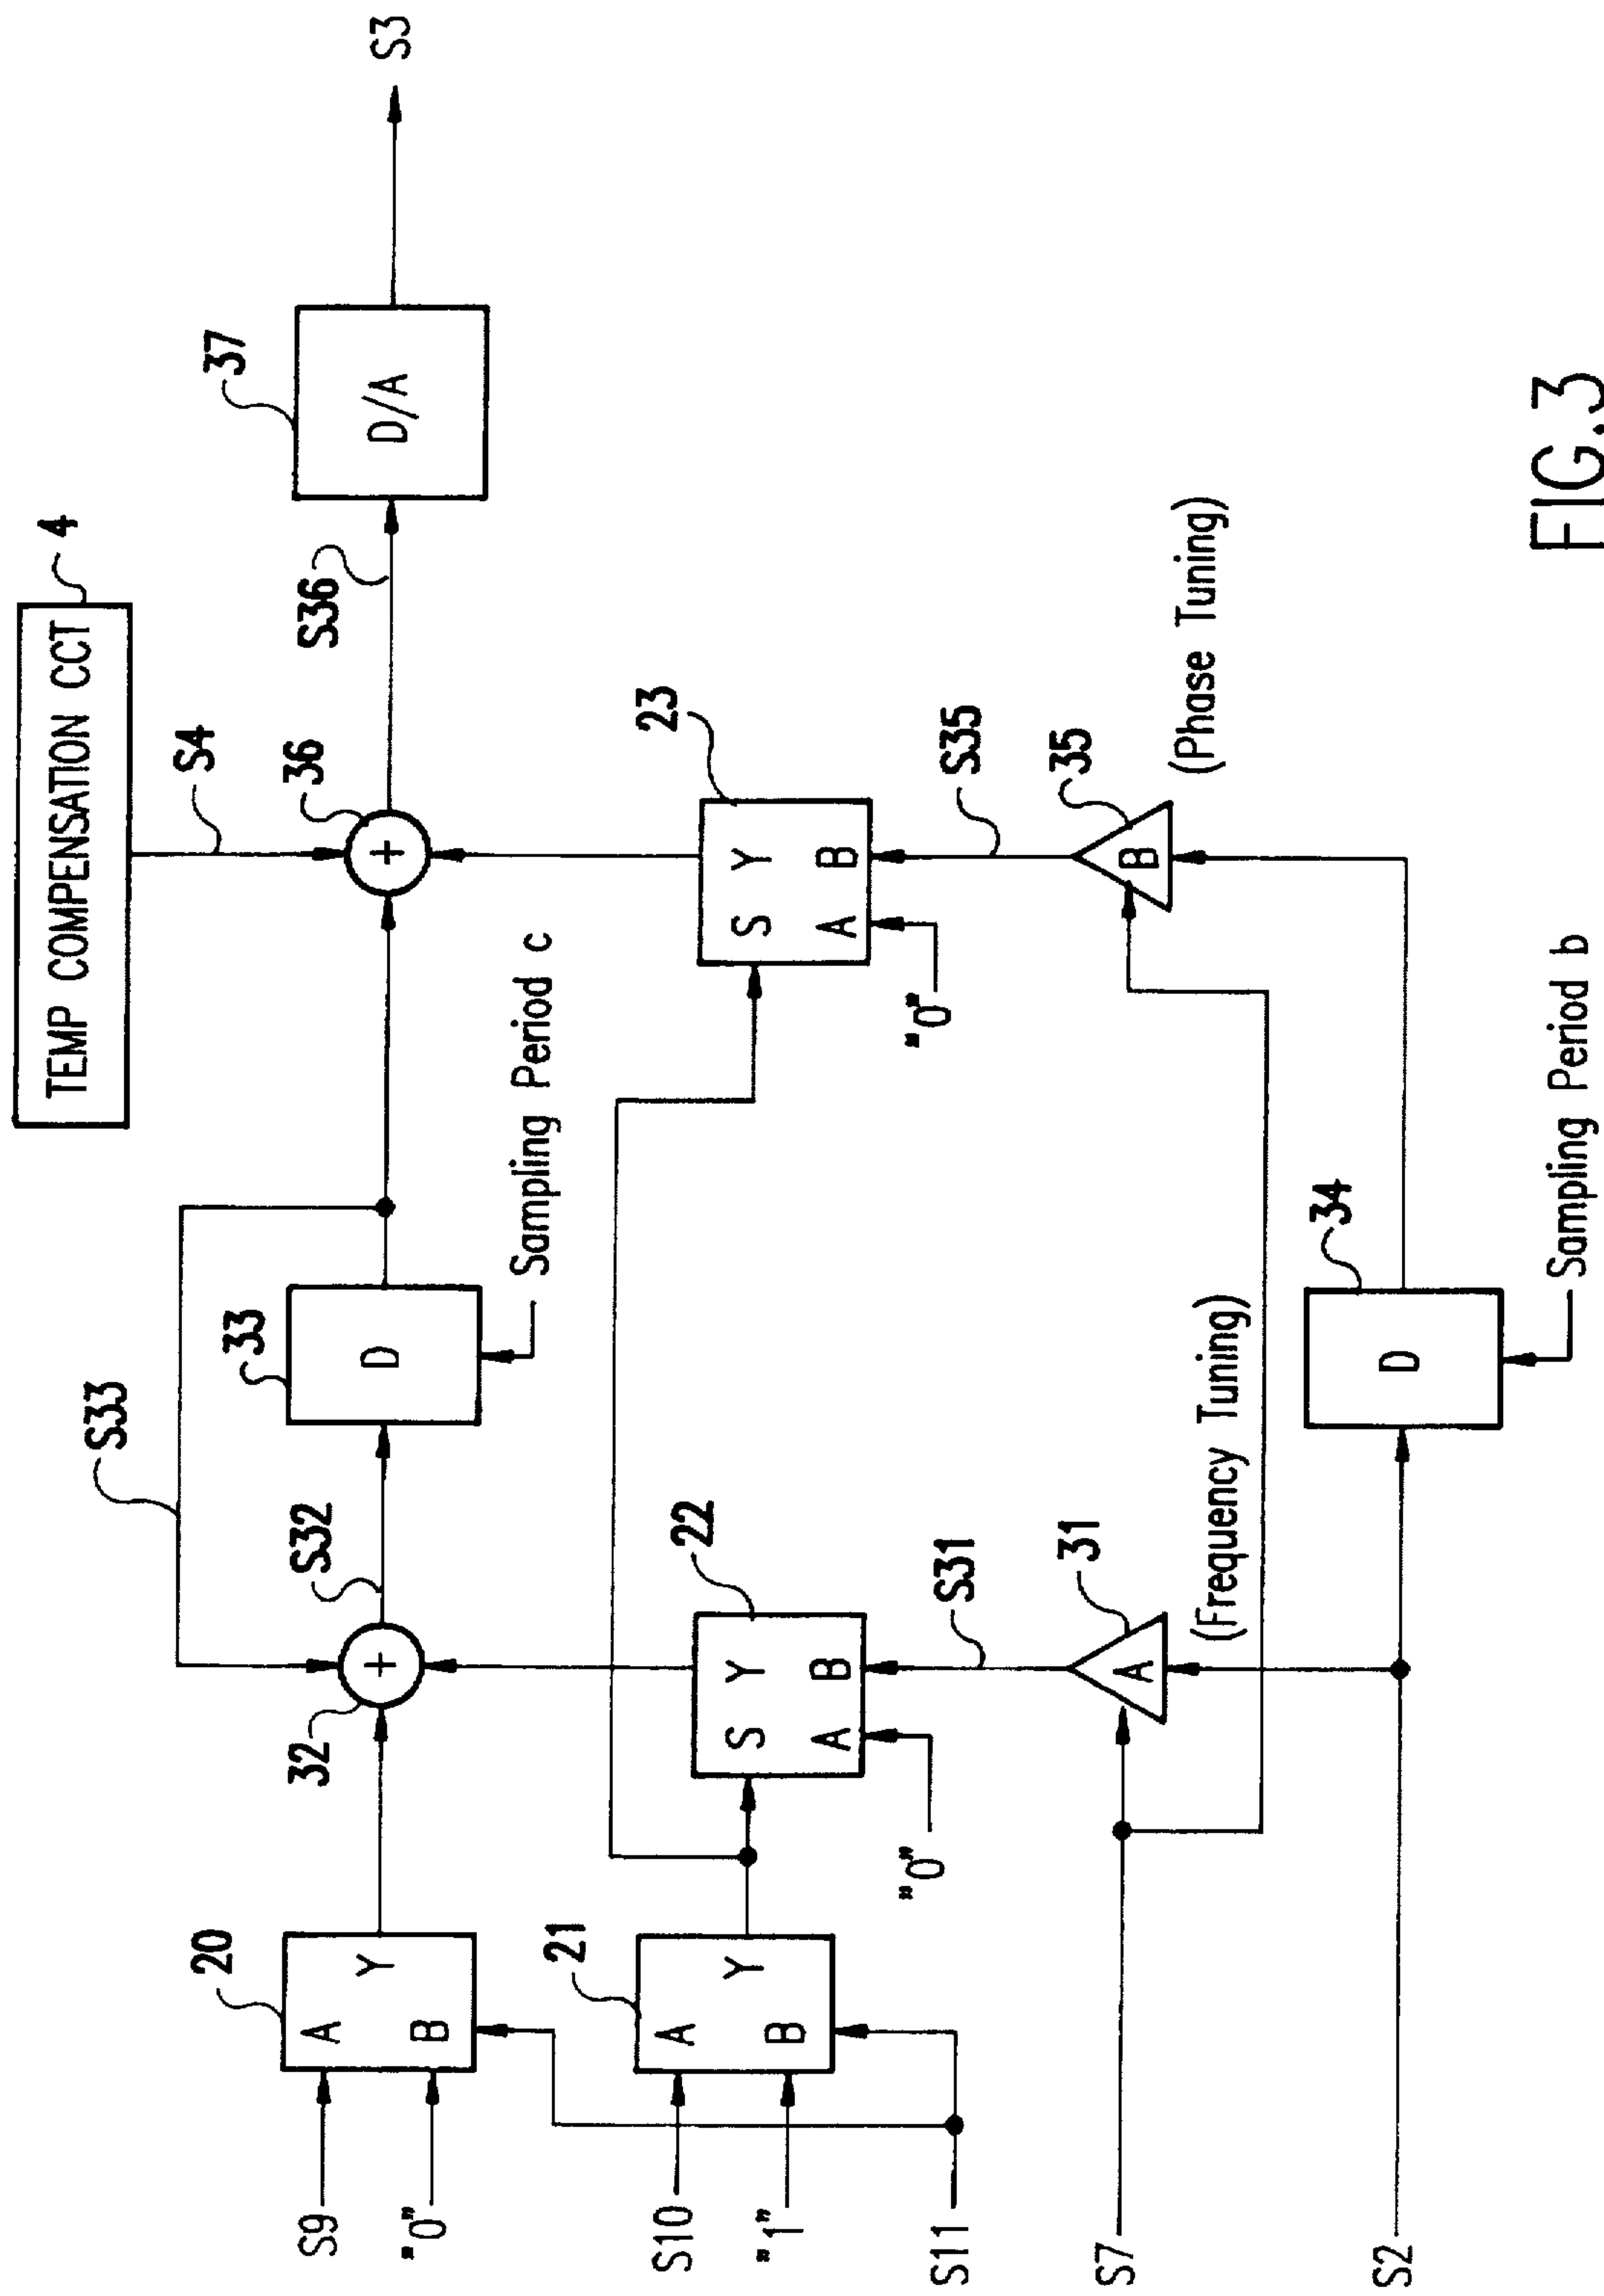 TEMP COMPENSATION CCT
4
S4
S33
S32
32
33
D
Sampling Period c
36
+
+
S36
37
D/A
S3
20
A
Y
B
S9
"0"
21
A
Y
B
S10
"1"
S11
22
S Y
A B
"0"
S31
31
A
(Frequency Tuning)
23
S Y
A B
"0"
S35
35
B
(Phase Tuning)
S7
S2
34
D
Sampling Period b
FIG.3